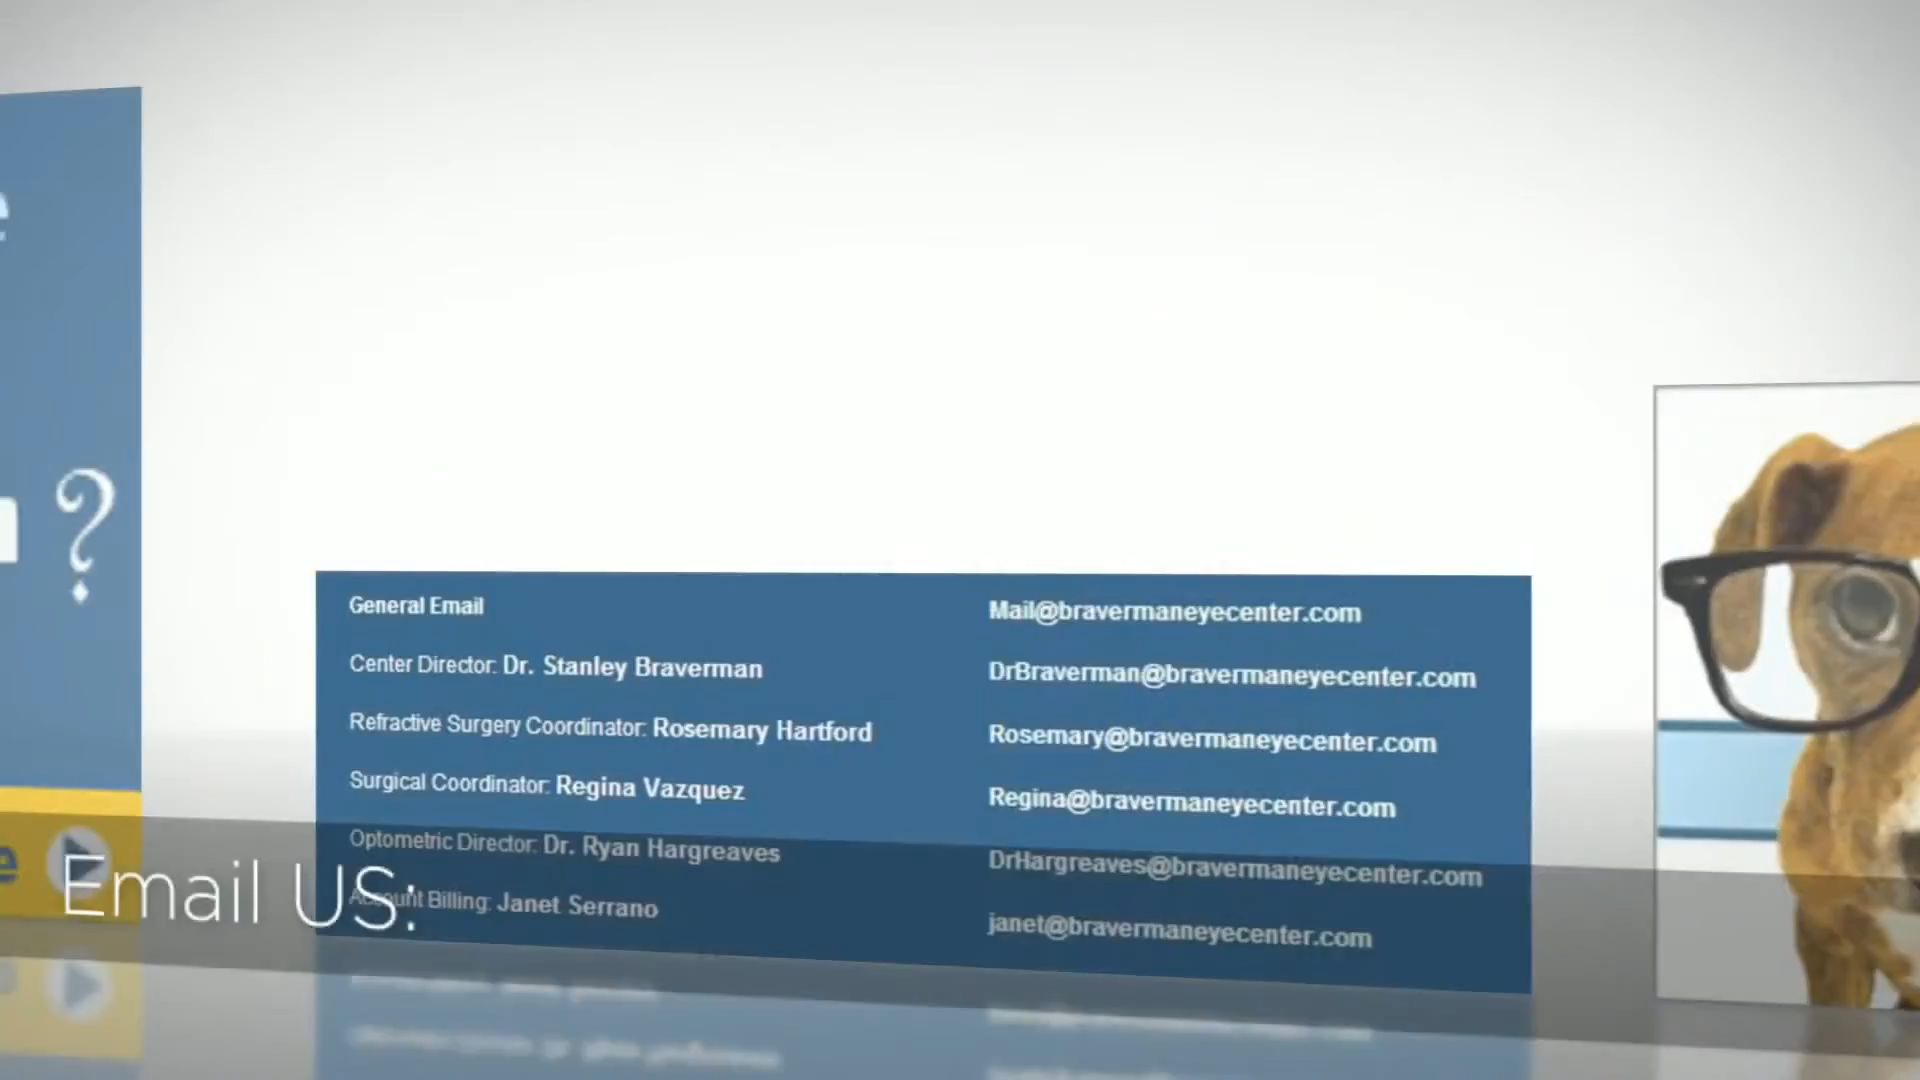 e
?
General Email Mail@bravermaneyecenter.com
Center Director: Dr. Stanley Braverman DrBraverman@bravermaneyecenter.com
Refractive Surgery Coordinator: Rosemary Hartford Rosemary@bravermaneyecenter.com
Surgical Coordinator: Regina Vazquez Regina@bravermaneyecenter.com
Optometric Director: Dr. Ryan Hargreaves DrHargreaves@bravermaneyecenter.com
Account Billing: Janet Serrano janet@bravermaneyecenter.com
e
Email US: